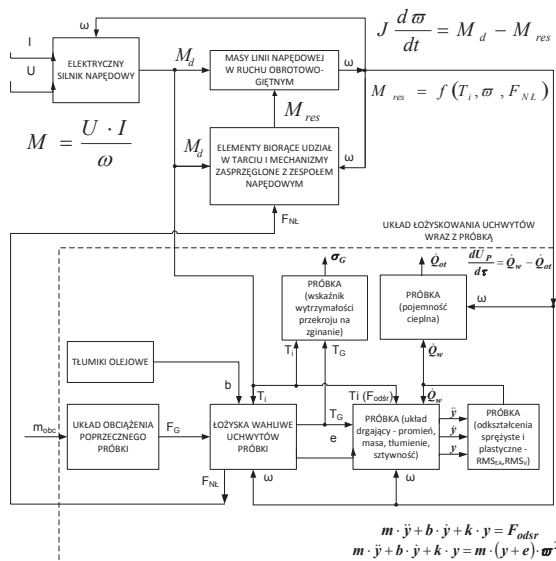 ω
I
U
ELEKTRYCZNY
SILNIK NAPĘDOWY
M_d
MASY LINII NAPĘDOWEJ
W RUCHU OBROTOWO-
GIĘTNYM
ω
J dϖ/dt = M_d − M_res
M_res = f(T_i, ϖ, F_NŁ)
M = U · I / ω
M_res
M_d
ELEMENTY BIORĄCE UDZIAŁ
W TARCIU I MECHANIZMY
ZASPRZĘGLONE Z ZESPOŁEM
NAPĘDOWYM
ω
F_NŁ
UKŁAD ŁOŻYSKOWANIA UCHWYTÓW
WRAZ Z PRÓBKĄ
σ_G
Q̇_ot
dU_P/dτ = Q̇_w − Q̇_ot
PRÓBKA
(wskaźnik
wytrzymałości
przekroju na
zginanie)
PRÓBKA
(pojemność
cieplna)
ω
T_i
T_G
Q̇_w
TŁUMIKI OLEJOWE
b
T_i
Ti (F_odśr)
Q̇_w
m_obc
UKŁAD OBCIĄŻENIA
POPRZECZNEGO
PRÓBKI
F_G
ŁOŻYSKA WAHLIWE
UCHWYTÓW
PRÓBKI
T_G
e
PRÓBKA (układ
drgający - promień,
masa, tłumienie,
sztywność)
ÿ
ẏ
y
PRÓBKA
(odkształcenia
sprężyste i
plastyczne -
RMS_EA,RMS_V)
F_NŁ
ω
ω
m · ÿ + b · ẏ + k · y = F_odsr
m · ÿ + b · ẏ + k · y = m · (y + e) · ϖ²